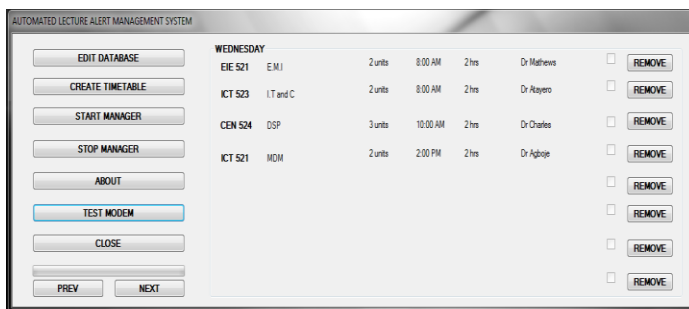 AUTOMATED LECTURE ALERT MANAGEMENT SYSTEM
EDIT DATABASE
CREATE TIMETABLE
START MANAGER
STOP MANAGER
ABOUT
TEST MODEM
CLOSE
PREV NEXT
WEDNESDAY
EIE 521 E.M.I 2 units 8:00 AM 2 hrs Dr Mathews REMOVE
ICT 523 I.T and C 2 units 8:00 AM 2 hrs Dr Atayero REMOVE
CEN 524 DSP 3 units 10:00 AM 2 hrs Dr Charles REMOVE
ICT 521 MDM 2 units 2:00 PM 2 hrs Dr Agboje REMOVE
REMOVE
REMOVE
REMOVE
REMOVE